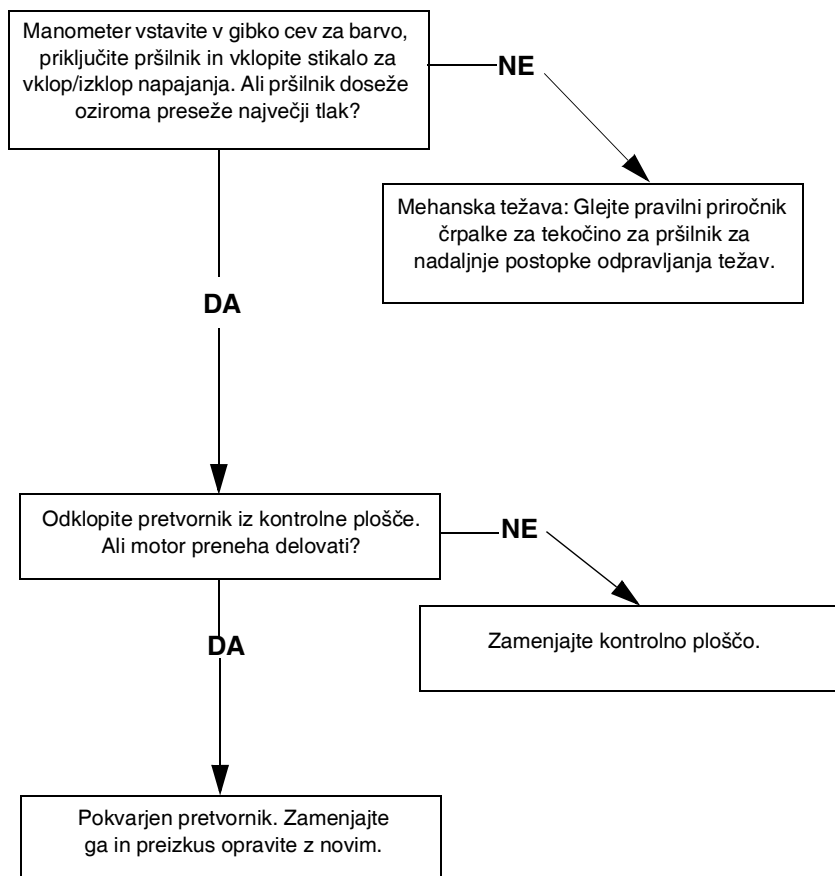 Manometer vstavite v gibko cev za barvo,
priključite pršilnik in vklopite stikalo za
vklop/izklop napajanja. Ali pršilnik doseže
oziroma preseže največji tlak?
NE
Mehanska težava: Glejte pravilni priročnik
črpalke za tekočino za pršilnik za
nadaljnje postopke odpravljanja težav.
DA
Odklopite pretvornik iz kontrolne plošče.
Ali motor preneha delovati?
NE
Zamenjajte kontrolno ploščo.
DA
Pokvarjen pretvornik. Zamenjajte
ga in preizkus opravite z novim.